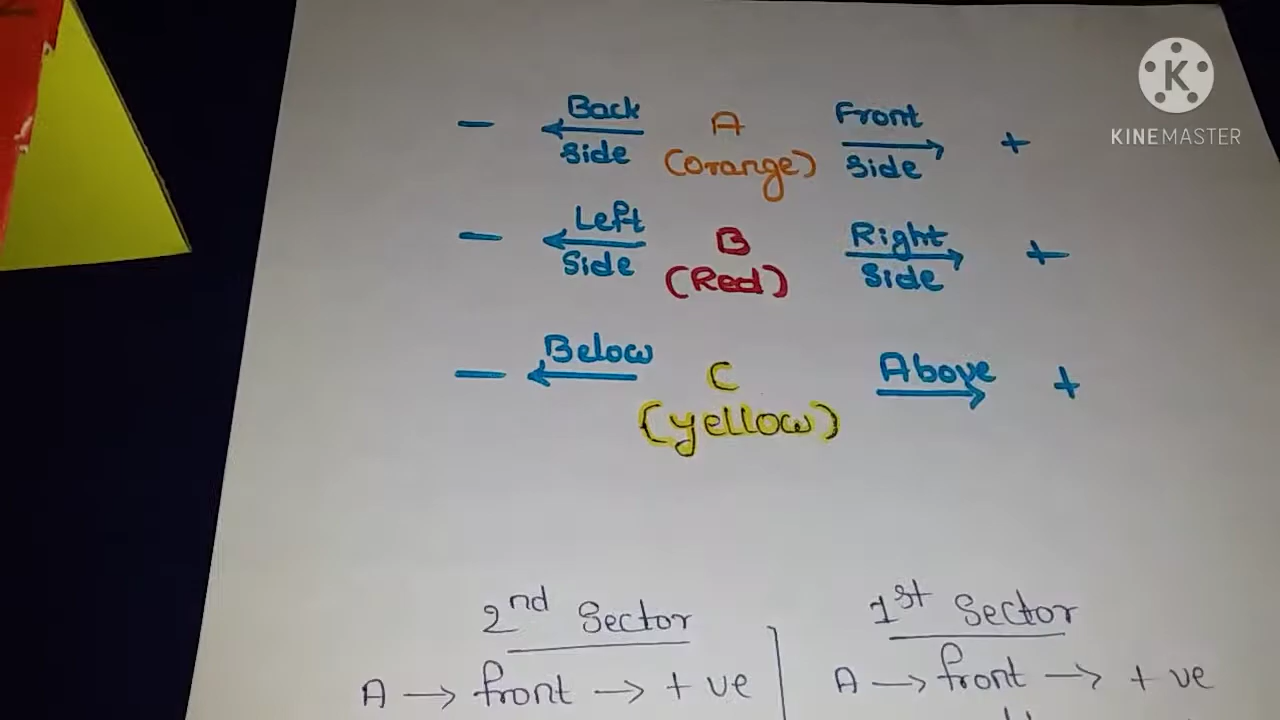 - Back side A (orange) Front side +
- Left side B (Red) Right side +
- Below C (yellow) Above +
2nd Sector
A → front → + ve
1st Sector
A → front → + ve
K
KINEMASTER